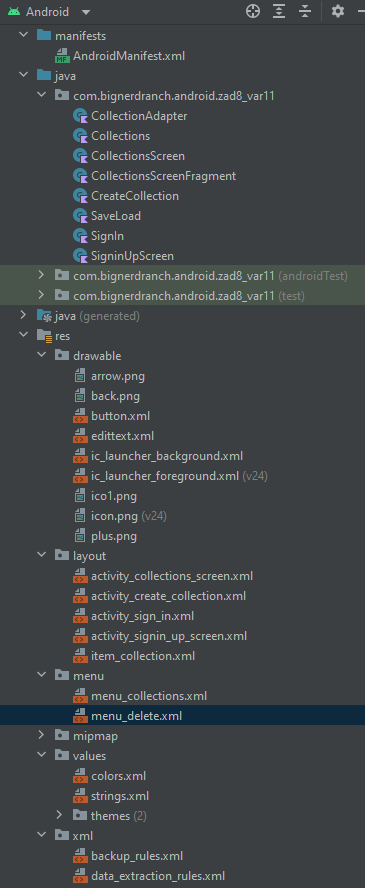 Android
manifests
AndroidManifest.xml
java
com.bignerdranch.android.zad8_var11
CollectionAdapter
Collections
CollectionsScreen
CollectionsScreenFragment
CreateCollection
SaveLoad
SignIn
SigninUpScreen
com.bignerdranch.android.zad8_var11 (androidTest)
com.bignerdranch.android.zad8_var11 (test)
java (generated)
res
drawable
arrow.png
back.png
button.xml
edittext.xml
ic_launcher_background.xml
ic_launcher_foreground.xml (v24)
ico1.png
icon.png (v24)
plus.png
layout
activity_collections_screen.xml
activity_create_collection.xml
activity_sign_in.xml
activity_signin_up_screen.xml
item_collection.xml
menu
menu_collections.xml
menu_delete.xml
mipmap
values
colors.xml
strings.xml
themes (2)
xml
backup_rules.xml
data_extraction_rules.xml